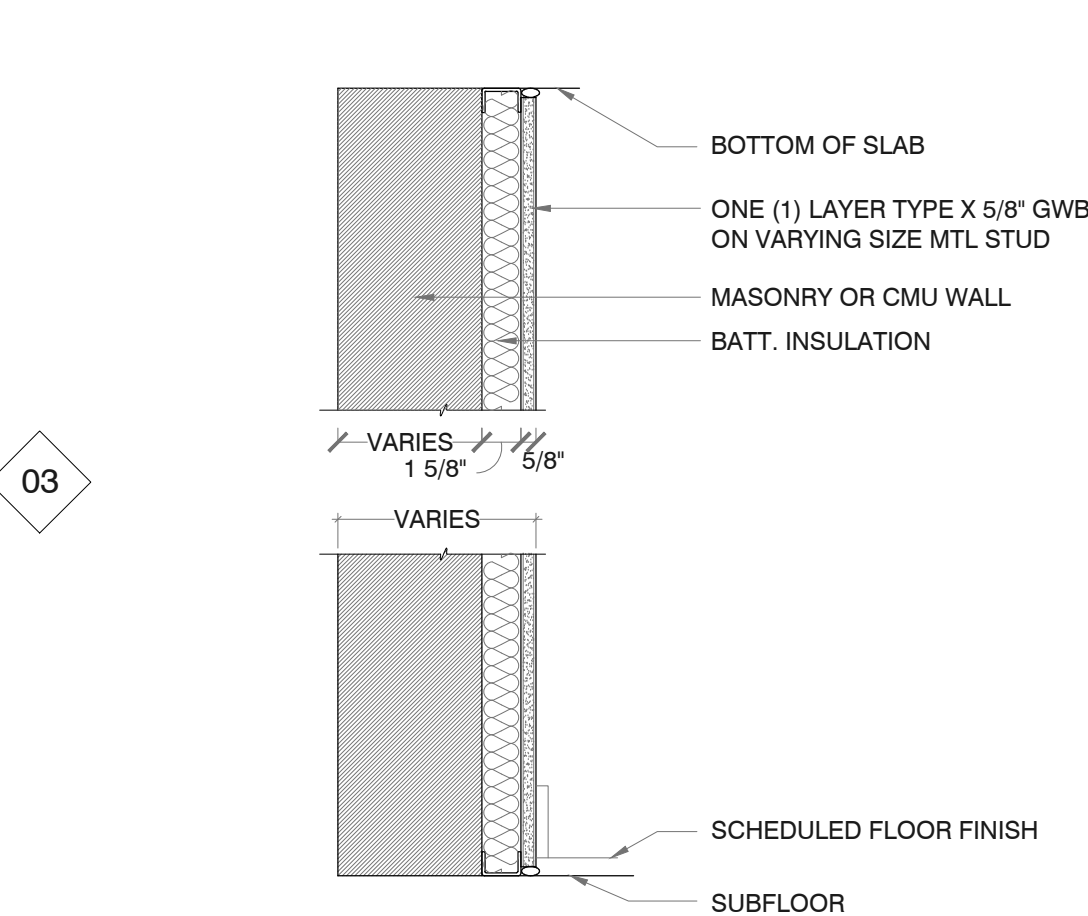 BOTTOM OF SLAB
ONE (1) LAYER TYPE X 5/8" GWB
ON VARYING SIZE MTL STUD
MASONRY OR CMU WALL
BATT. INSULATION
VARIES
1 5/8"
5/8"
03
VARIES
SCHEDULED FLOOR FINISH
SUBFLOOR